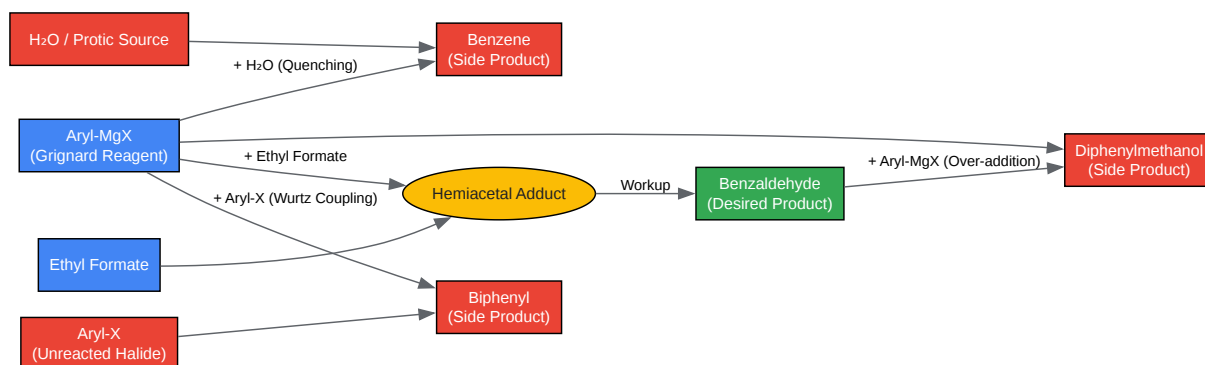 H₂O / Protic Source
Benzene
(Side Product)
+ H₂O (Quenching)
Aryl-MgX
(Grignard Reagent)
+ Ethyl Formate
+ Aryl-X (Wurtz Coupling)
Hemiacetal Adduct
Workup
Benzaldehyde
(Desired Product)
+ Aryl-MgX (Over-addition)
Diphenylmethanol
(Side Product)
Ethyl Formate
Biphenyl
(Side Product)
Aryl-X
(Unreacted Halide)